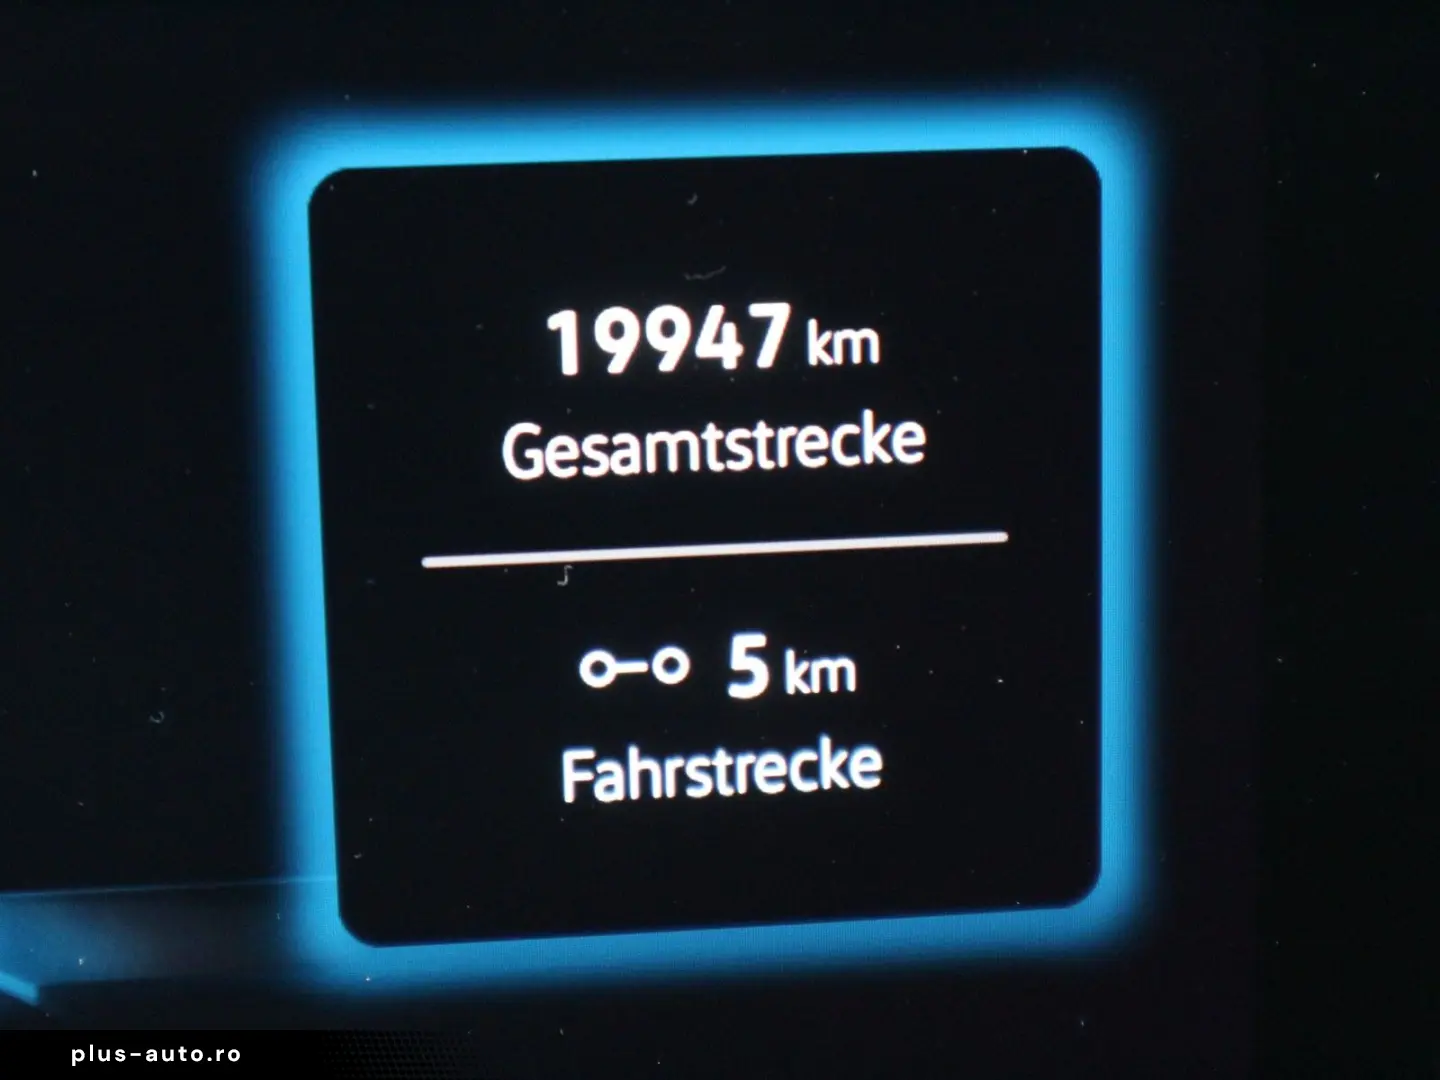 19947 km
Gesamtstrecke
5 km
Fahrstrecke
plus-auto.ro